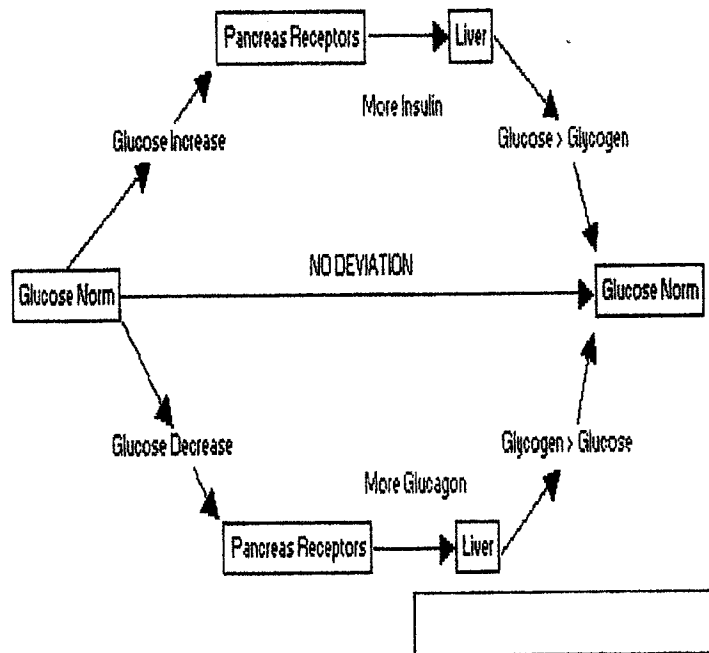 Pancreas Receptors
Liver
More Insulin
Glucose Increase
Glucose > Glycogen
NO DEVIATION
Glucose Norm
Glucose Norm
Glucose Decrease
Glycogen > Glucose
More Glucagon
Pancreas Receptors
Liver